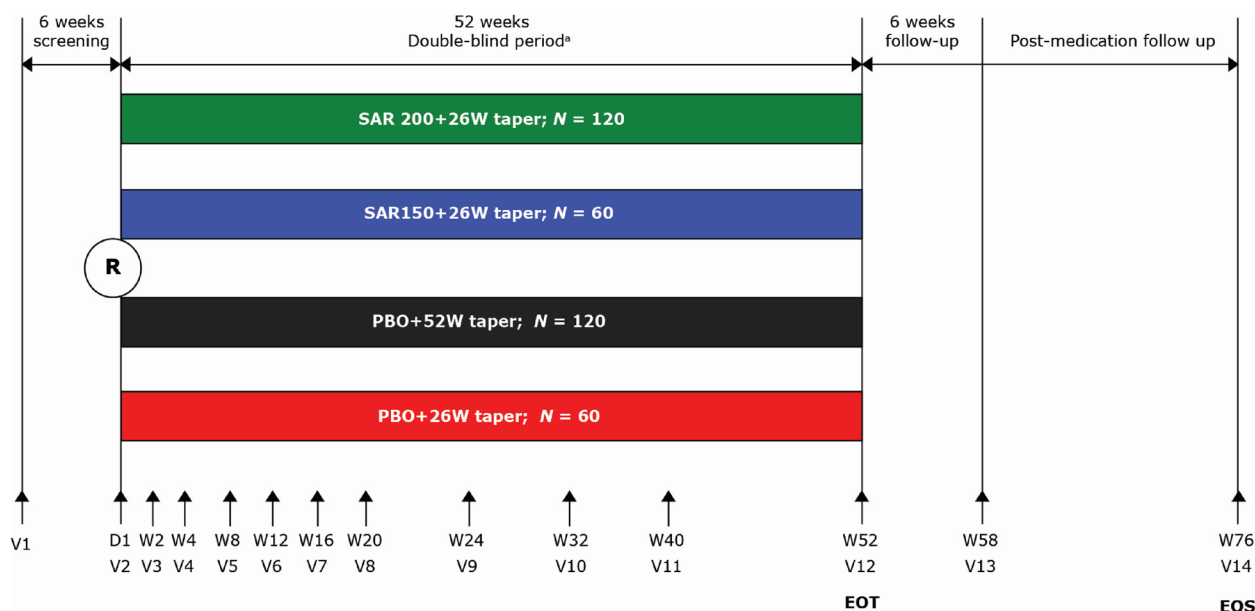 6 weeks
screening
52 weeks
Double-blind periodᵃ
6 weeks
follow-up
Post-medication follow up
SAR 200+26W taper; N = 120
SAR150+26W taper; N = 60
R
PBO+52W taper; N = 120
PBO+26W taper; N = 60
V1
D1 W2 W4 W8 W12 W16 W20 W24 W32 W40 W52 W58 W76
V2 V3 V4 V5 V6 V7 V8 V9 V10 V11 V12 V13 V14
EOT
EOS